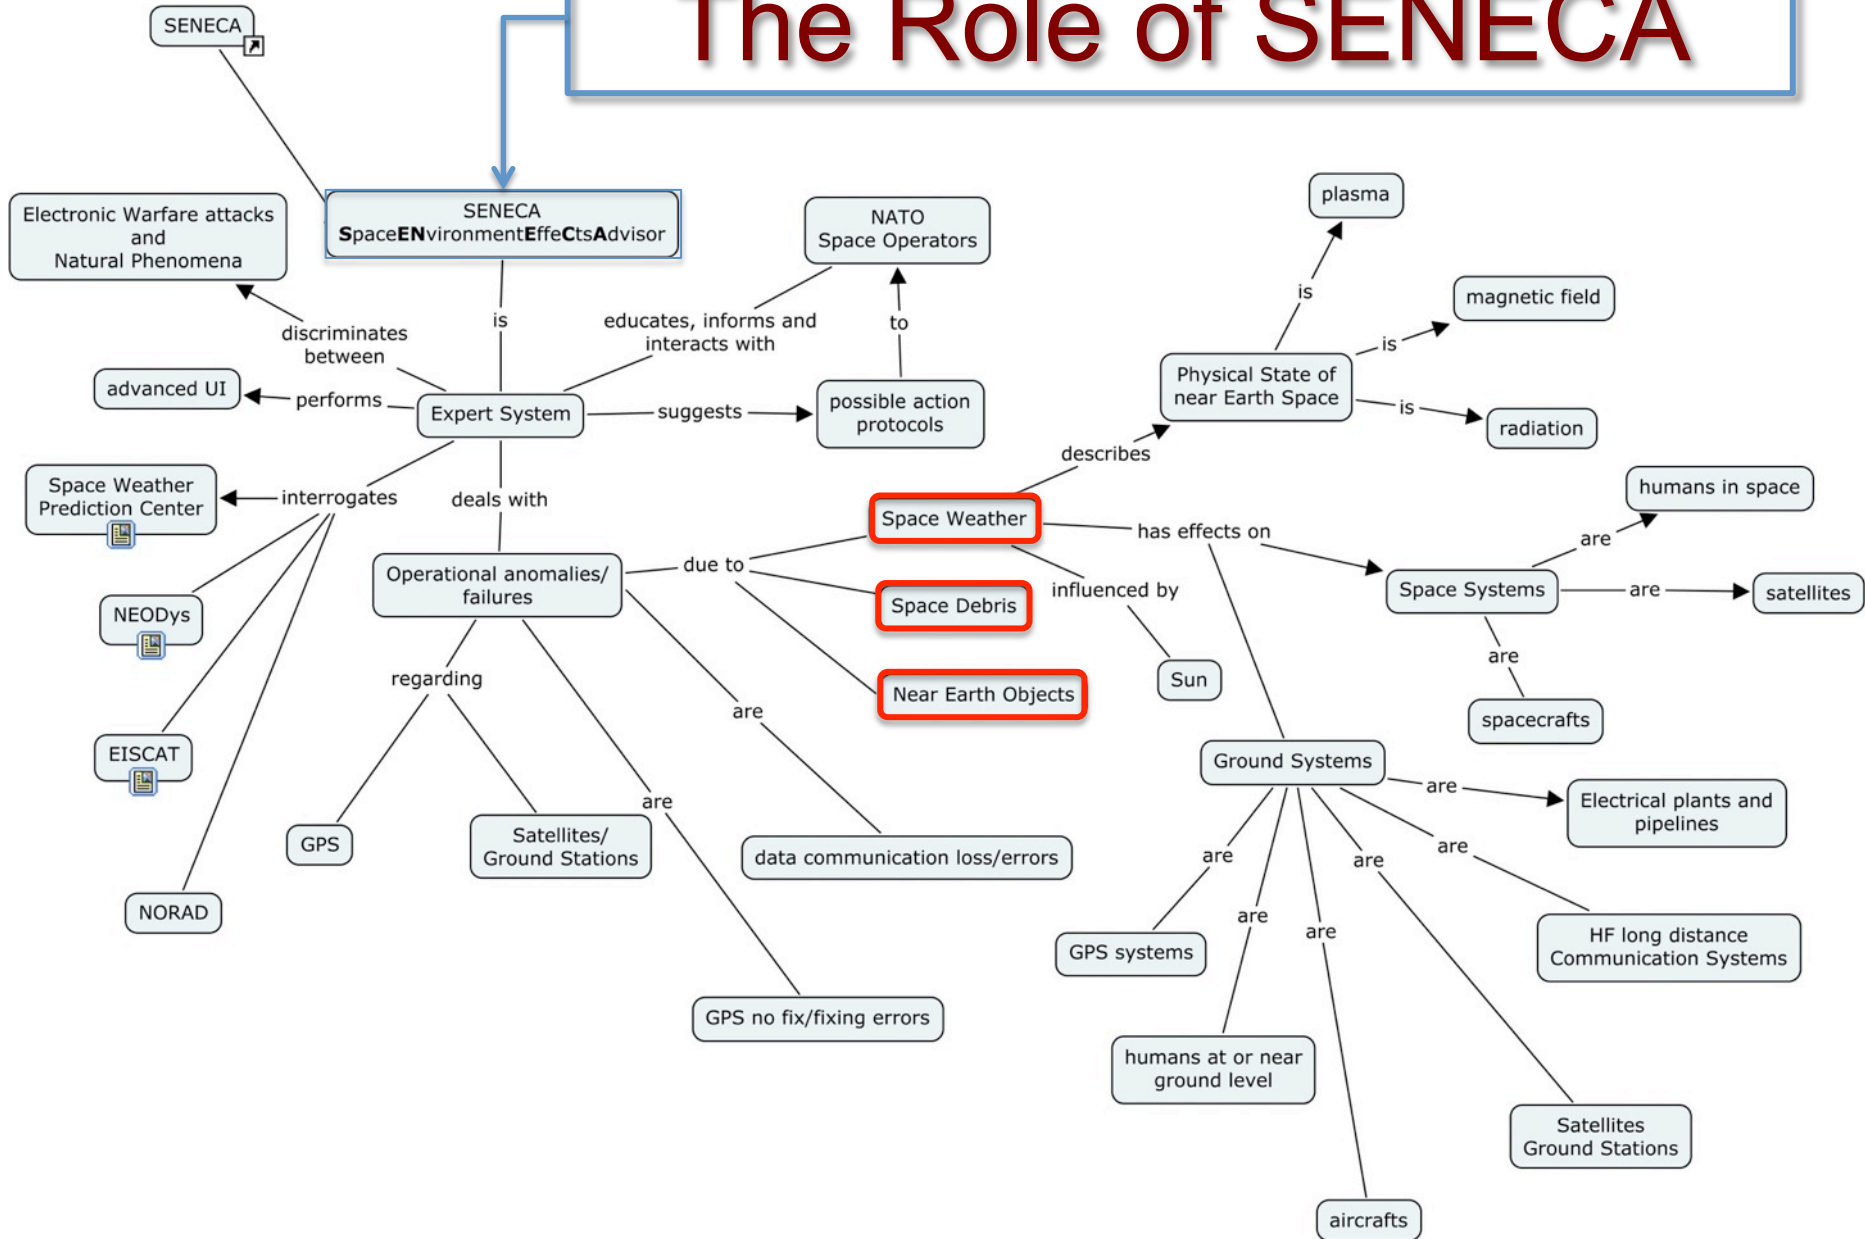 The Role of SENECA
SENECA
SENECA
SpaceENvironmentEffeCtsAdvisor
Electronic Warfare attacks
and
Natural Phenomena
NATO
Space Operators
plasma
is
magnetic field
is
discriminates
between
educates, informs and
interacts with
to
is
Physical State of
near Earth Space
advanced UI
performs
Expert System
suggests
possible action
protocols
is
radiation
describes
Space Weather
Prediction Center
interrogates
deals with
Space Weather
has effects on
humans in space
are
Operational anomalies/
failures
due to
Space Debris
influenced by
Space Systems
are
satellites
NEODys
are
regarding
Near Earth Objects
Sun
spacecrafts
are
EISCAT
Ground Systems
are
Electrical plants and
pipelines
are
GPS
Satellites/
Ground Stations
data communication loss/errors
are
are
are
NORAD
are
are
HF long distance
Communication Systems
GPS systems
GPS no fix/fixing errors
humans at or near
ground level
Satellites
Ground Stations
aircrafts